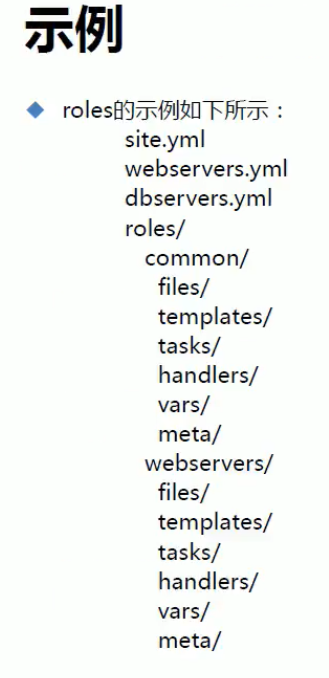 示例
roles的示例如下所示：
site.yml
webservers.yml
dbservers.yml
roles/
common/
files/
templates/
tasks/
handlers/
vars/
meta/
webservers/
files/
templates/
tasks/
handlers/
vars/
meta/